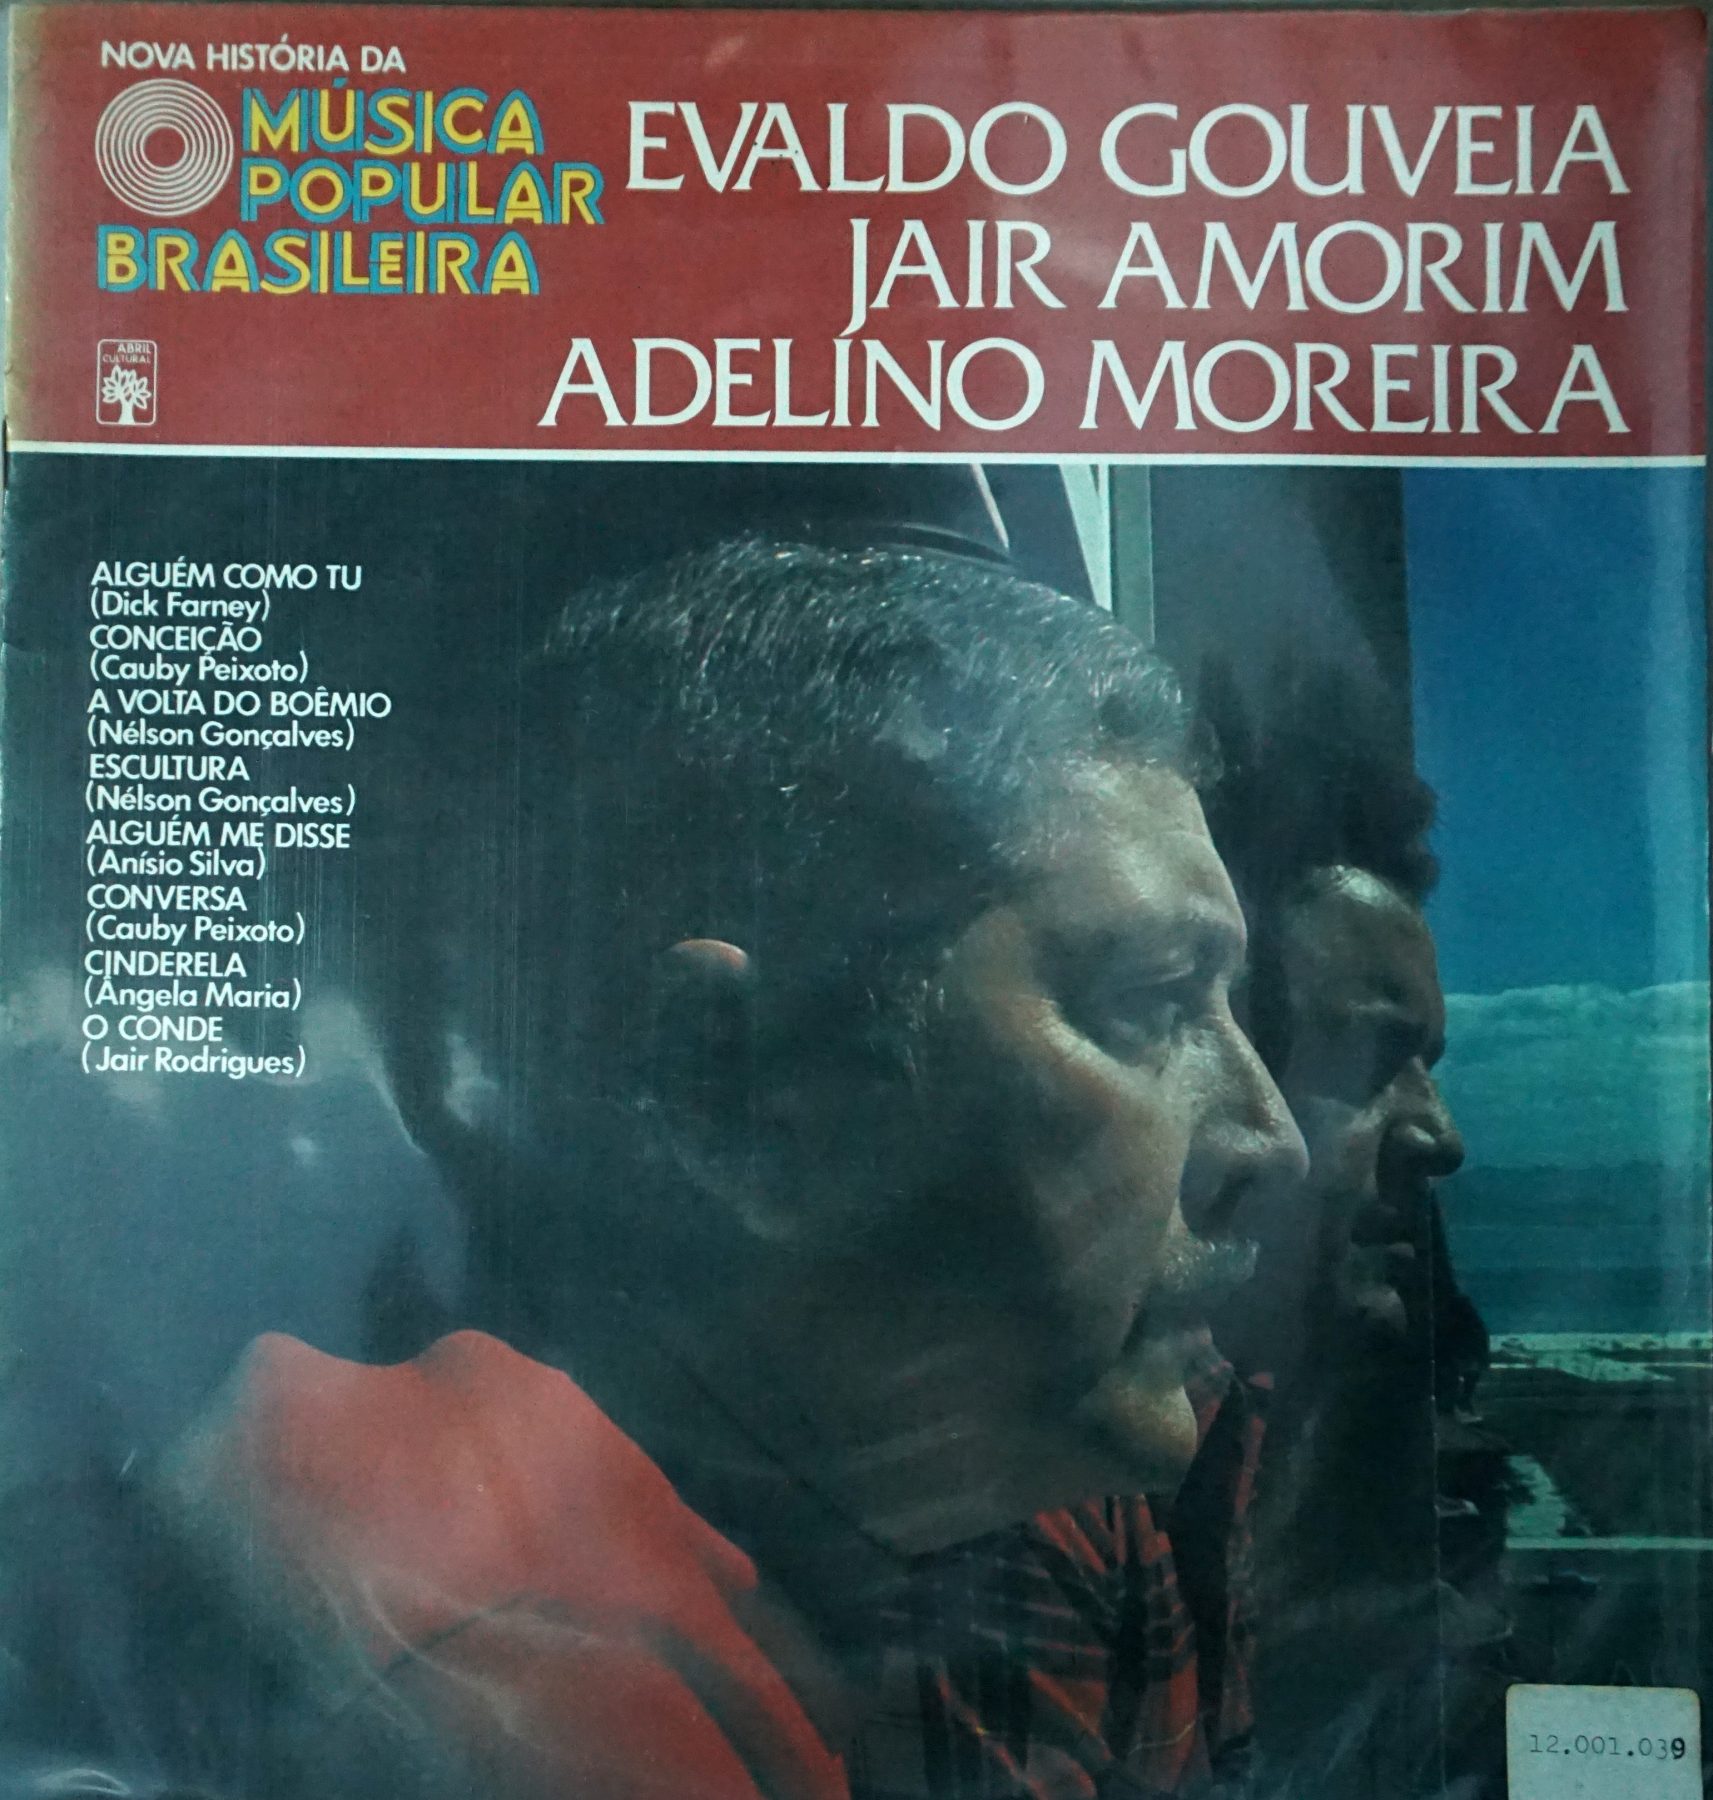 NOVA HISTÓRIA DA
MÚSICA
POPULAR
BRASILEIRA
ABRIL
CULTURAL
EVALDO GOUVEIA
JAIR AMORIM
ADELINO MOREIRA
ALGUÉM COMO TU
(Dick Farney)
CONCEIÇÃO
(Cauby Peixoto)
A VOLTA DO BOÊMIO
(Nélson Gonçalves)
ESCULTURA
(Nélson Gonçalves)
ALGUÉM ME DISSE
(Anísio Silva)
CONVERSA
(Cauby Peixoto)
CINDERELA
(Ângela Maria)
O CONDE
(Jair Rodrigues)
12.001.039